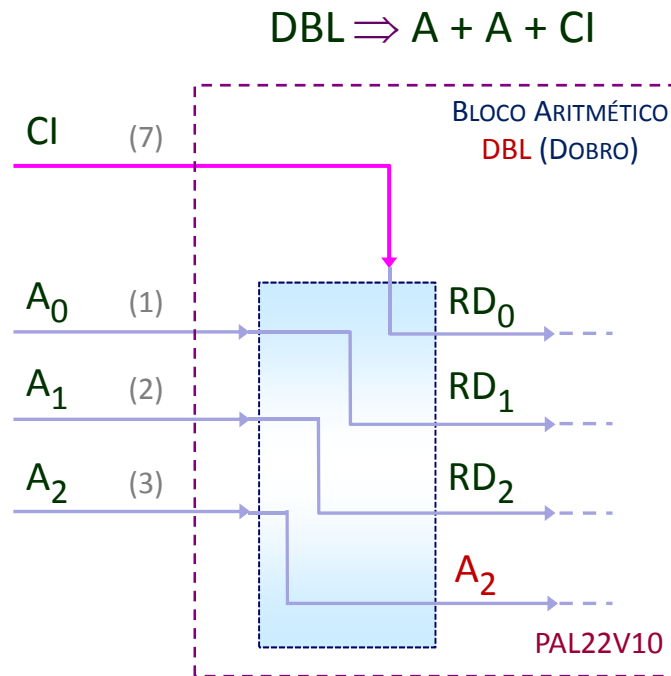 DBL ⇒ A + A + CI
BLOCO ARITMÉTICO
DBL (DOBRO)
CI (7)
A0 (1) RD0
A1 (2) RD1
A2 (3) RD2
A2
PAL22V10